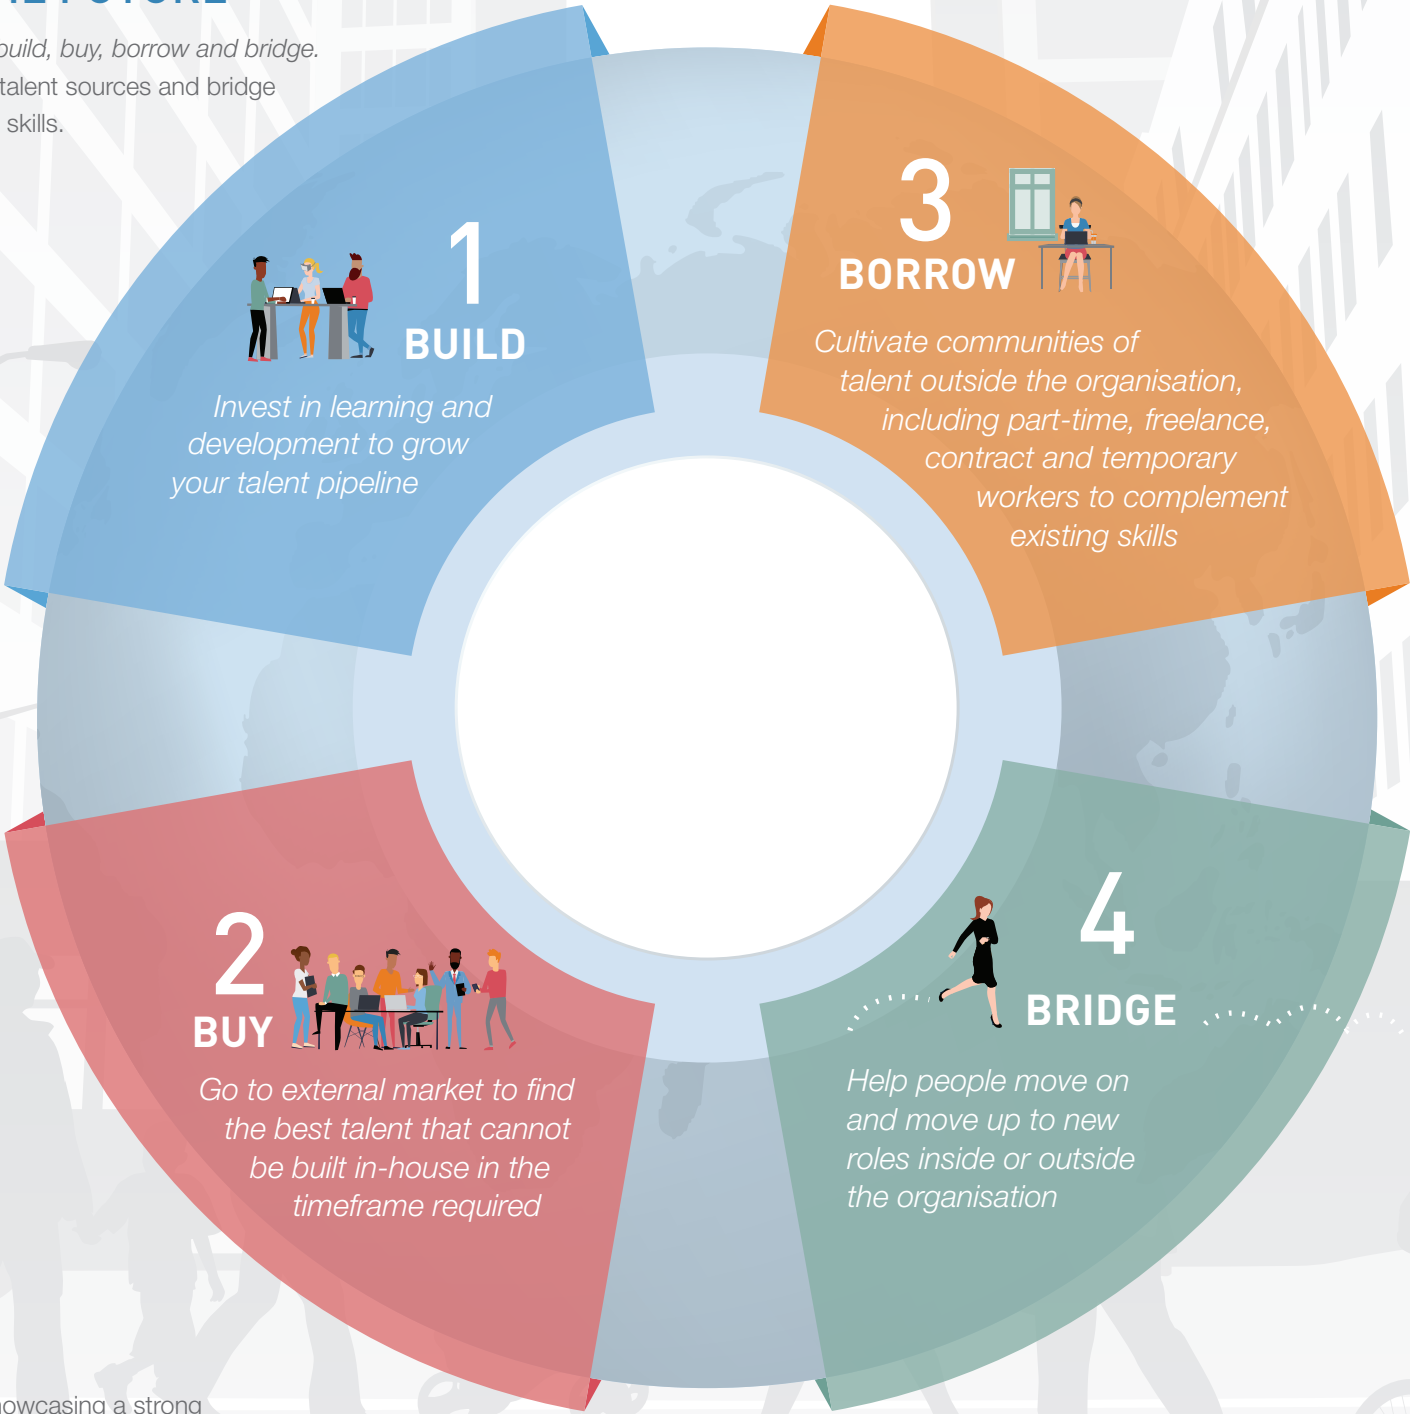 FUTURE
build, buy, borrow and bridge.
talent sources and bridge
skills.
1
BUILD
Invest in learning and
development to grow
your talent pipeline
2
BUY
Go to external market to find
the best talent that cannot
be built in-house in the
timeframe required
3
BORROW
Cultivate communities of
talent outside the organisation,
including part-time, freelance,
contract and temporary
workers to complement
existing skills
4
BRIDGE
Help people move on
and move up to new
roles inside or outside
the organisation
a strong